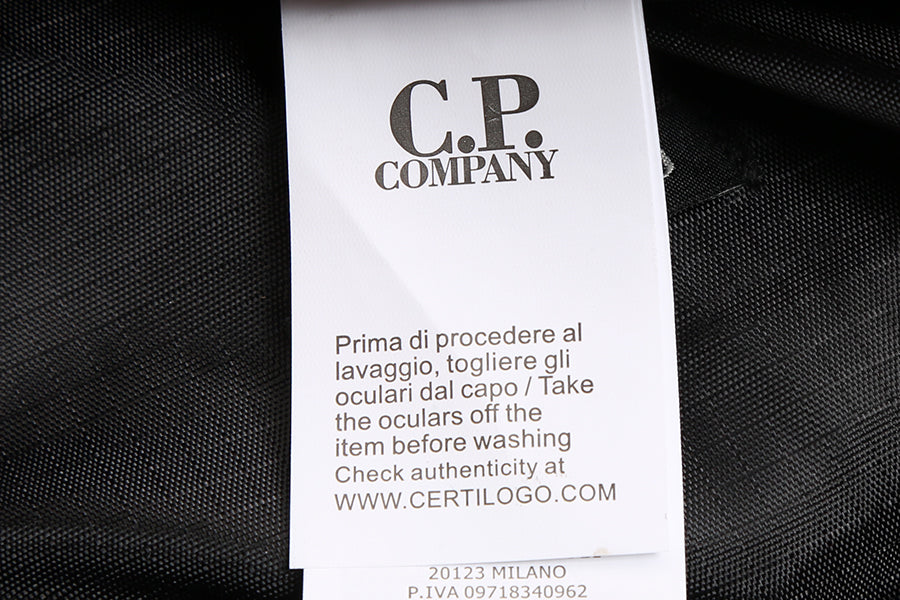 C.P.
COMPANY
Prima di procedere al
lavaggio, togliere gli
oculari dal capo / Take
the oculars off the
item before washing
Check authenticity at
WWW.CERTILOGO.COM
20123 MILANO
P.IVA 09718340962